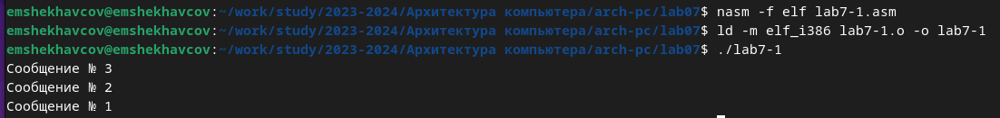 emshekhavcov@emshekhavcov:~/work/study/2023-2024/Архитектура компьютера/arch-pc/lab07$ nasm -f elf lab7-1.asm
emshekhavcov@emshekhavcov:~/work/study/2023-2024/Архитектура компьютера/arch-pc/lab07$ ld -m elf_i386 lab7-1.o -o lab7-1
emshekhavcov@emshekhavcov:~/work/study/2023-2024/Архитектура компьютера/arch-pc/lab07$ ./lab7-1
Сообщение № 3
Сообщение № 2
Сообщение № 1